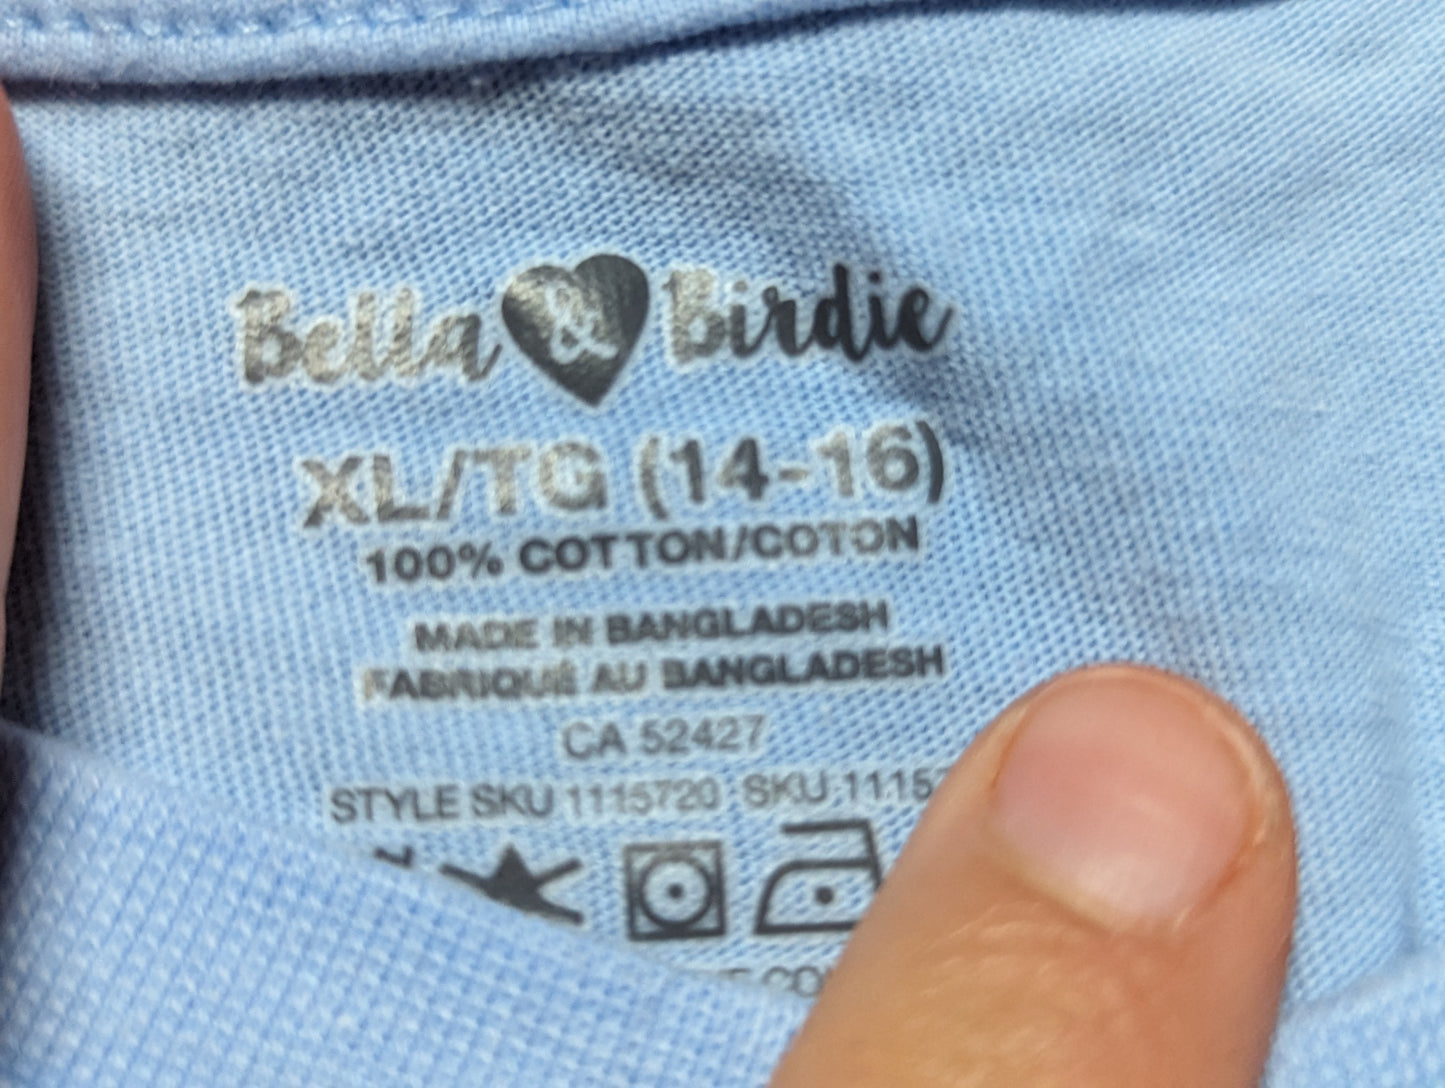 Bella & Birdie
XL/TG (14-16)
100% COTTON/COTON
MADE IN BANGLADESH
FABRIQUÉ AU BANGLADESH
CA 52427
STYLE SKU 1115720 SKU